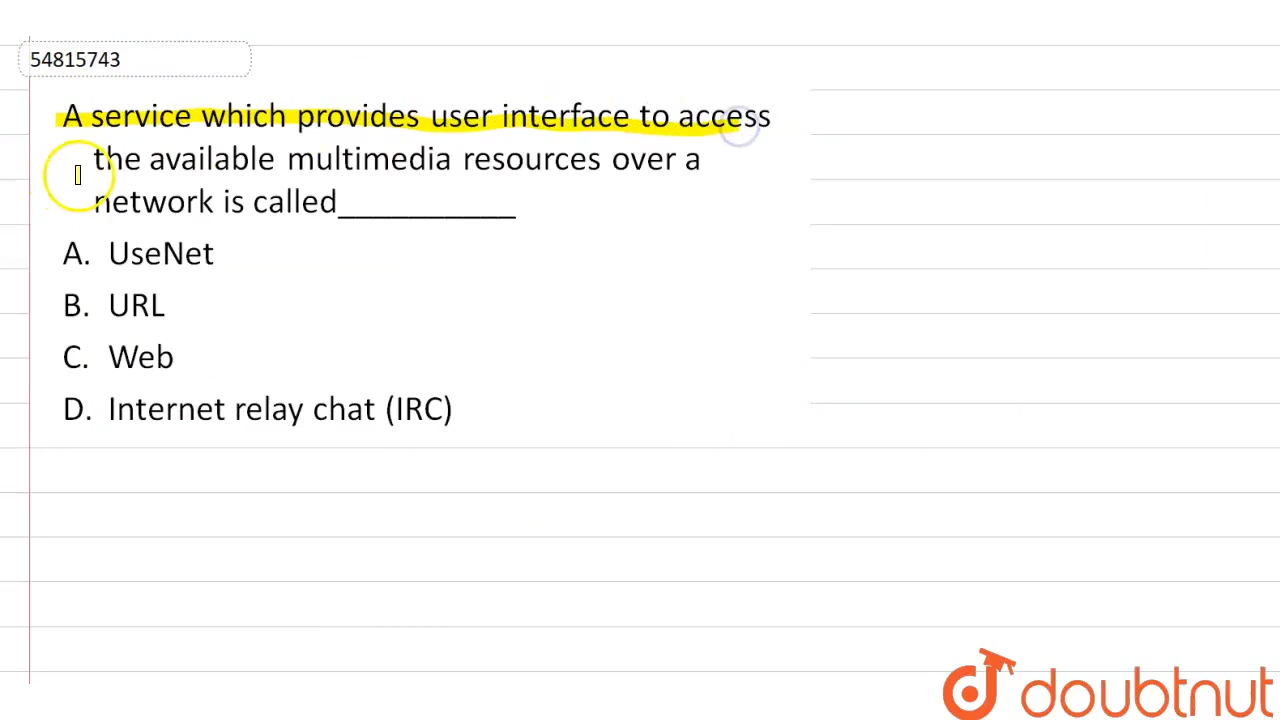 54815743
A service which provides user interface to access
the available multimedia resources over a
network is called___________
A. UseNet
B. URL
C. Web
D. Internet relay chat (IRC)
doubtnut